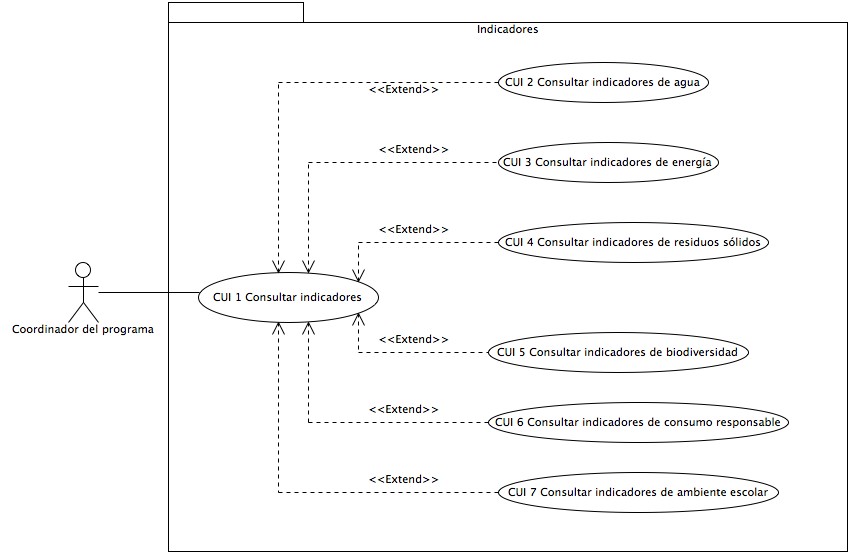 Indicadores
CUI 2 Consultar indicadores de agua
<<Extend>>
<<Extend>>
CUI 3 Consultar indicadores de energía
<<Extend>>
CUI 4 Consultar indicadores de residuos sólidos
CUI 1 Consultar indicadores
Coordinador del programa
<<Extend>>
CUI 5 Consultar indicadores de biodiversidad
<<Extend>>
CUI 6 Consultar indicadores de consumo responsable
<<Extend>>
CUI 7 Consultar indicadores de ambiente escolar